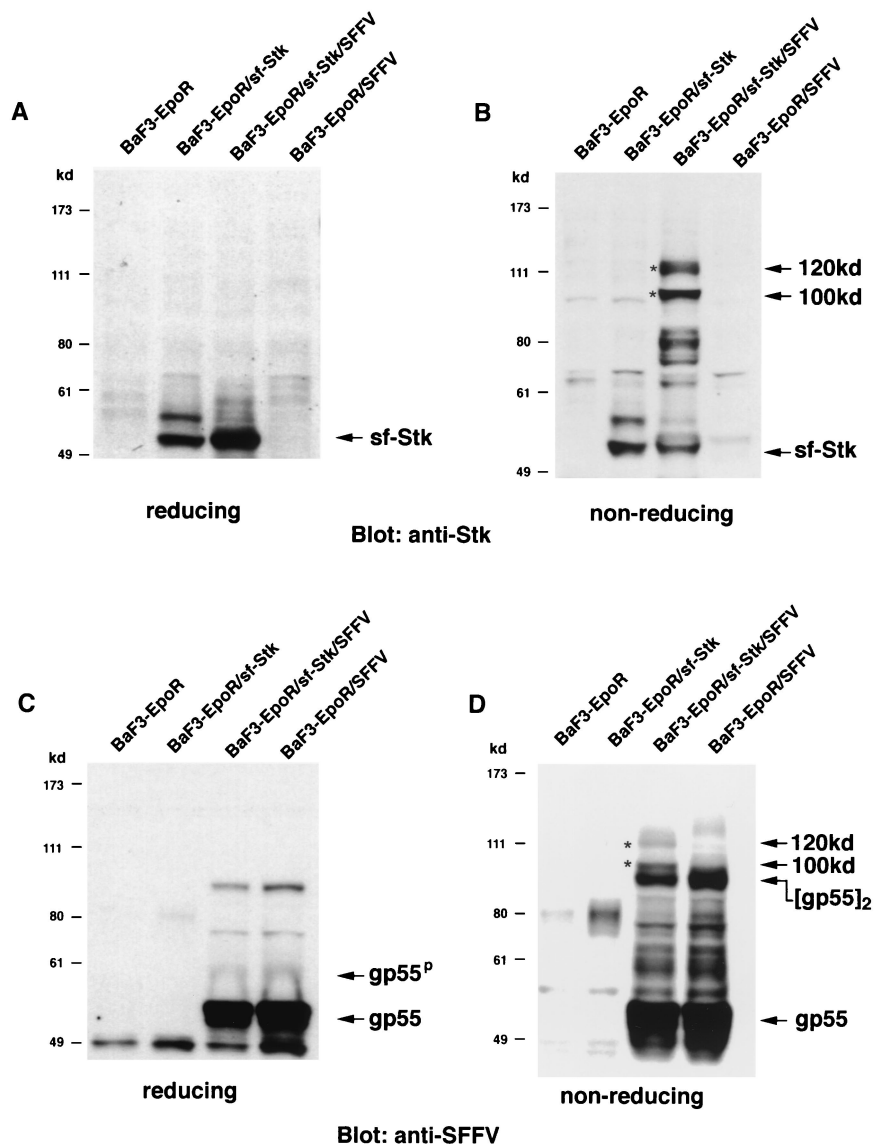 A
BaF3-EpoR
BaF3-EpoR/sf-Stk
BaF3-EpoR/sf-Stk/SFFV
BaF3-EpoR/SFFV
kd
173
111
80
61
49
sf-Stk
reducing
B
BaF3-EpoR
BaF3-EpoR/sf-Stk
BaF3-EpoR/sf-Stk/SFFV
BaF3-EpoR/SFFV
kd
173
111
80
61
49
*
*
120kd
100kd
sf-Stk
non-reducing
Blot: anti-Stk
C
BaF3-EpoR
BaF3-EpoR/sf-Stk
BaF3-EpoR/sf-Stk/SFFV
BaF3-EpoR/SFFV
kd
173
111
80
61
49
gp55ᵖ
gp55
reducing
D
BaF3-EpoR
BaF3-EpoR/sf-Stk
BaF3-EpoR/sf-Stk/SFFV
BaF3-EpoR/SFFV
kd
173
111
80
61
49
*
*
120kd
100kd
[gp55]₂
gp55
non-reducing
Blot: anti-SFFV